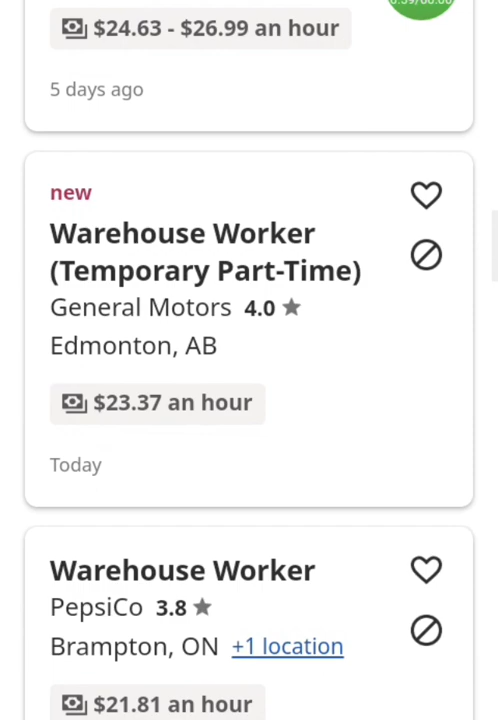 $24.63 - $26.99 an hour
5 days ago
new
Warehouse Worker
(Temporary Part-Time)
General Motors 4.0 ★
Edmonton, AB
$23.37 an hour
Today
Warehouse Worker
PepsiCo 3.8 ★
Brampton, ON +1 location
$21.81 an hour